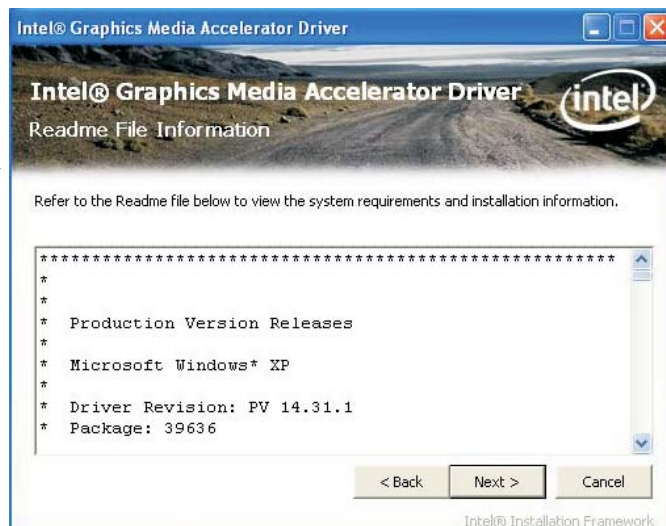 Intel® Graphics Media Accelerator Driver
Intel® Graphics Media Accelerator Driver
intel
Readme File Information
Refer to the Readme file below to view the system requirements and installation information.
*******************************************************
*
*
* Production Version Releases
*
* Microsoft Windows* XP
*
* Driver Revision: PV 14.31.1
* Package: 39636
< Back
Next >
Cancel
Intel® Installation Framework